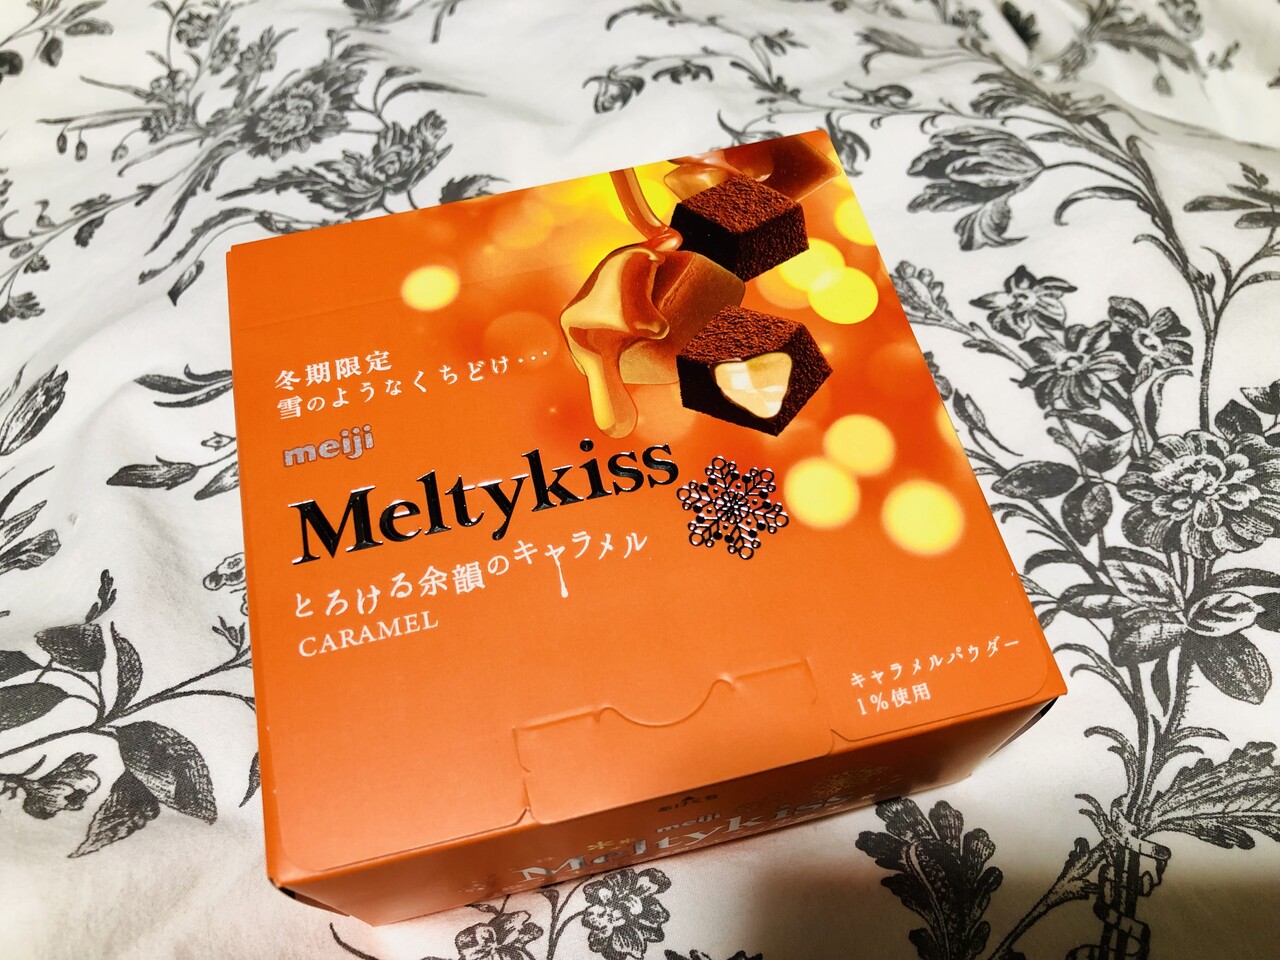 冬期限定
雪のようなくちどけ・・・
meiji
Meltykiss
とろける余韻のキャラメル
CARAMEL
キャラメルパウダー
1%使用
meiji
Meltykiss